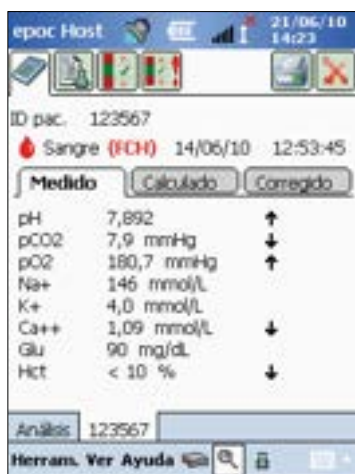 epoc Host 21/06/10
14:23
ID pac. 123567
Sangre (FCH) 14/06/10 12:53:45
Medido Calculado Corregido
pH 7,892 ↑
pCO2 7,9 mmHg ↓
pO2 180,7 mmHg ↑
Na+ 146 mmol/L
K+ 4,0 mmol/L
Ca++ 1,09 mmol/L ↓
Glu 90 mg/dL
Hct < 10 % ↓
Análisis 123567
Herram. Ver Ayuda